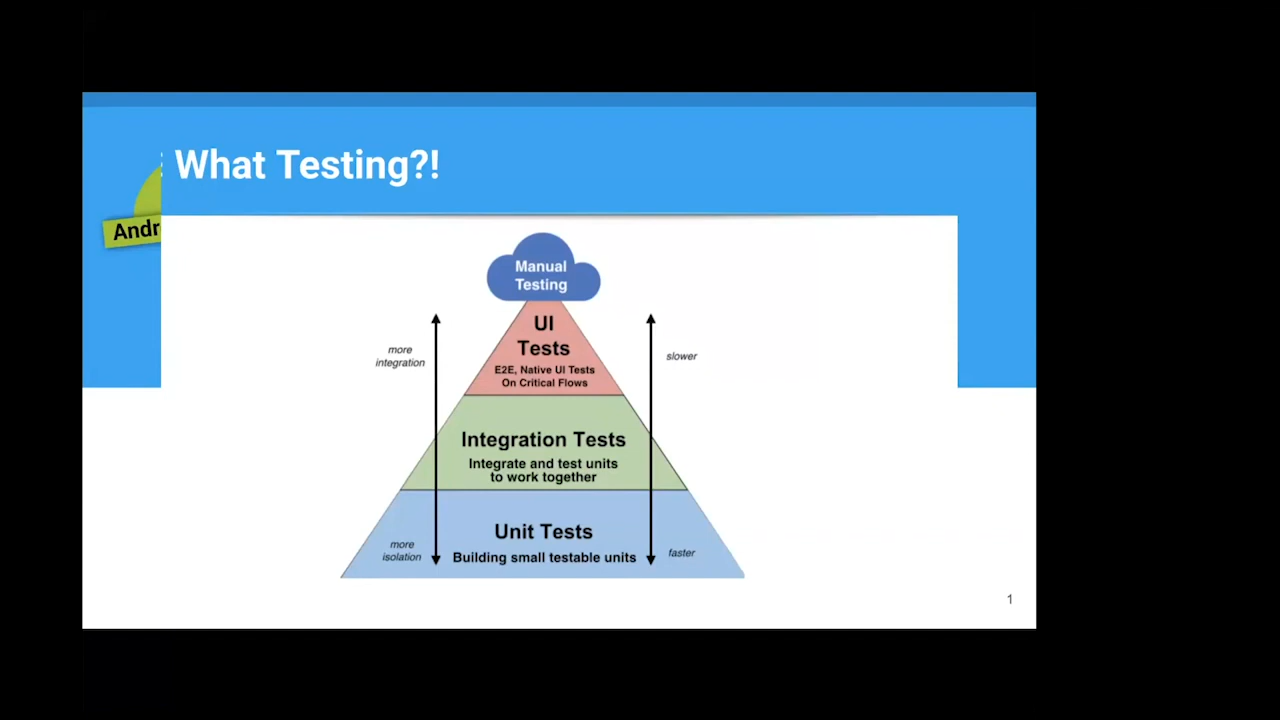 What Testing?!
Andr
Manual
Testing
UI
Tests
E2E, Native UI Tests
On Critical Flows
more
integration
slower
Integration Tests
Integrate and test units
to work together
Unit Tests
Building small testable units
more
isolation
faster
1